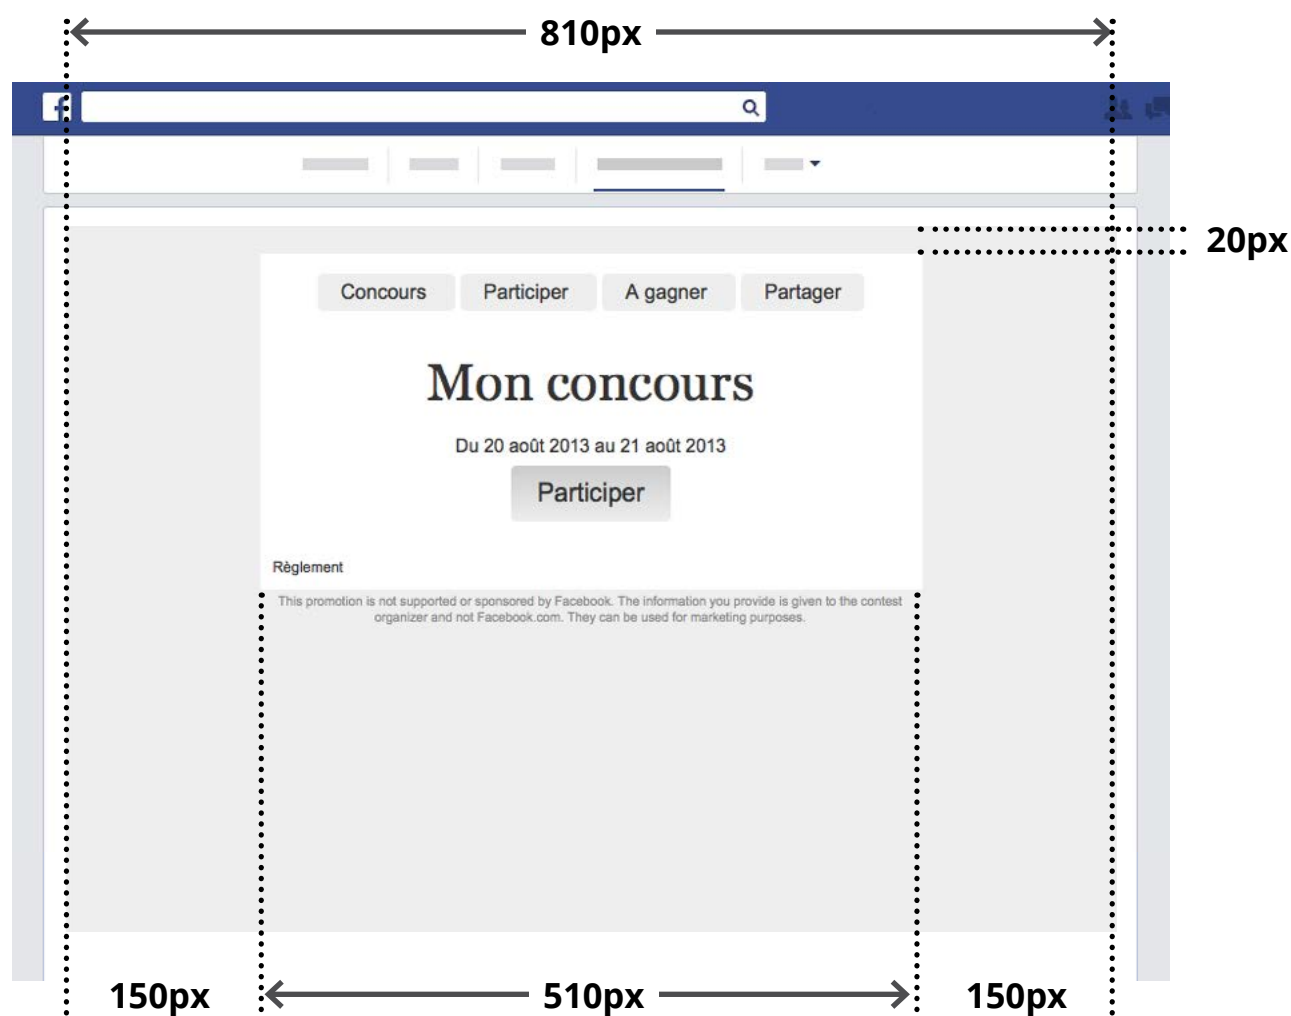 810px
f
20px
Concours Participer A gagner Partager
Mon concours
Du 20 août 2013 au 21 août 2013
Participer
Règlement
This promotion is not supported or sponsored by Facebook. The information you provide is given to the contest
organizer and not Facebook.com. They can be used for marketing purposes.
150px 510px 150px